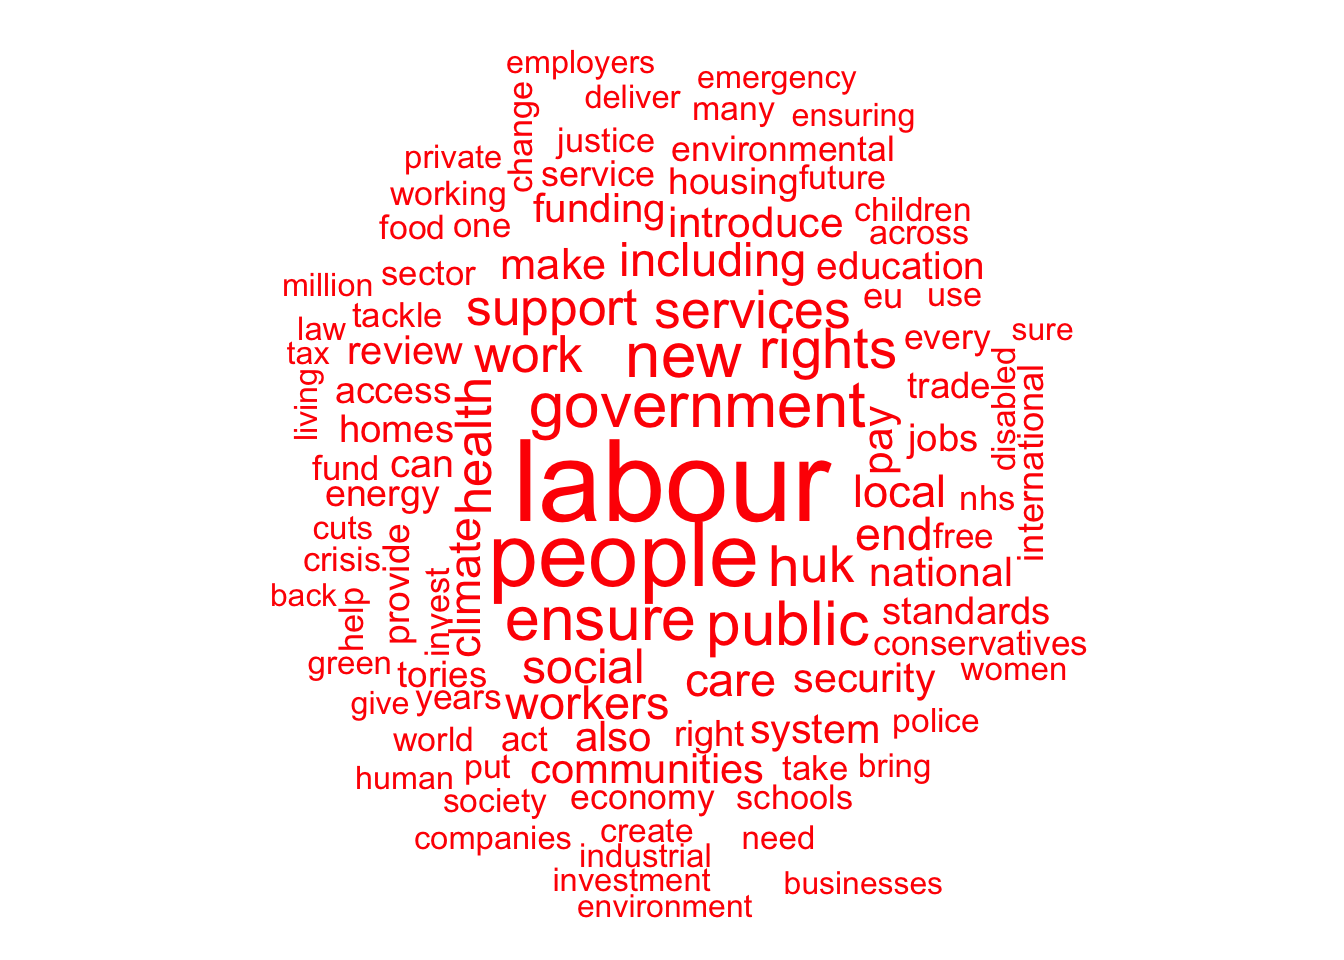 employers
emergency
deliver
many
ensuring
change
justice
environmental
private
service
housing
future
working
funding
introduce
children
food
one
across
make
including
education
million
sector
support
services
eu
use
law
tackle
new
rights
every
sure
tax
review
work
living
access
health
government
pay
trade
disabled
international
homes
jobs
fund
can
labour
local
nhs
energy
cuts
climate
people
huk
end
free
crisis.
provide
national
back
help
invest
ensure
public
standards
conservatives
green
tories
social
care
security
women
give
years
workers
world
act
also
right
system
police
human
put
communities
take
bring
society
economy
schools
companies
create
need
industrial
investment
businesses
environment